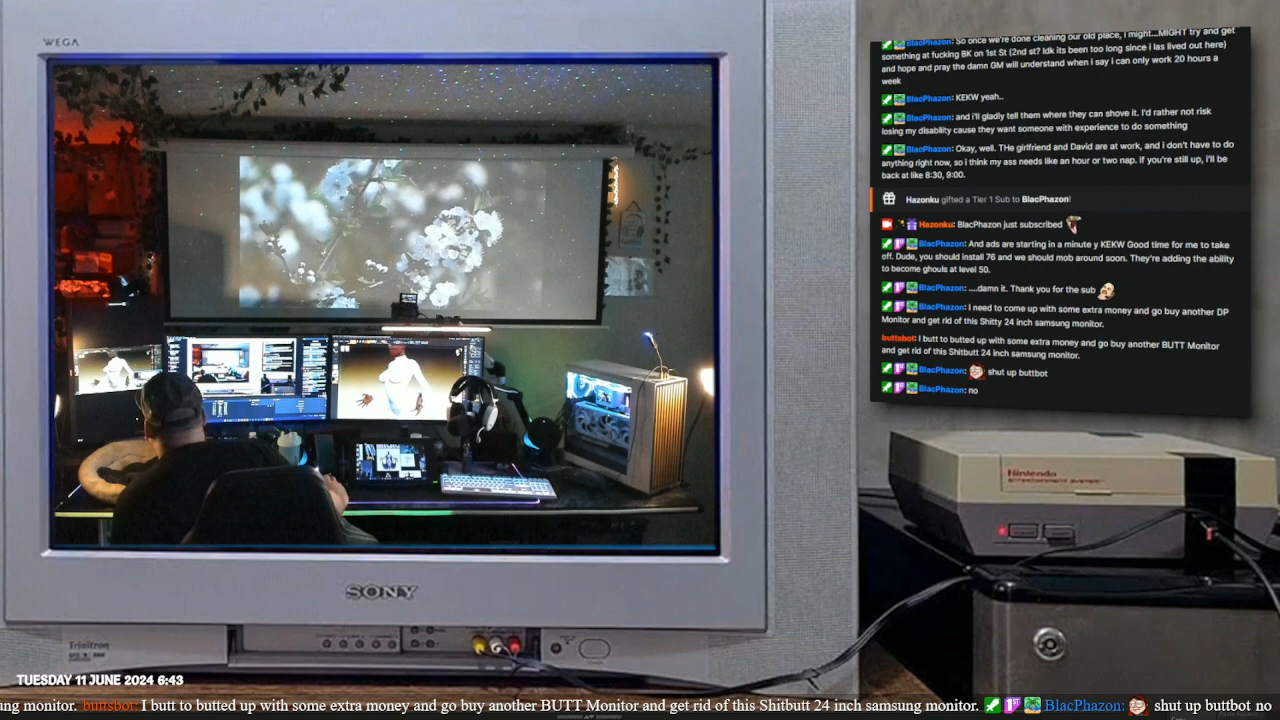 WEGA
BlacPhazon: So once we're done cleaning our old place, i might...MIGHT try and get
something at fucking BK on 1st St (2nd st? Idk its been too long since i las lived out here)
and hope and pray the damn GM will understand when i say i can only work 20 hours a
week
BlacPhazon: KEKW yeah..
BlacPhazon: and i'll gladly tell them where they can shove it. I'd rather not risk
losing my disability cause they want someone with experience to do something
BlacPhazon: Okay, well. THe girlfriend and David are at work, and i don't have to do
anything right now, so i think my ass needs like an hour or two nap. if you're still up, i'll be
back at like 8:30, 9:00.
Hazonku gifted a Tier 1 Sub to BlacPhazon!
Hazonku: BlacPhazon just subscribed
BlacPhazon: And ads are starting in a minute y KEKW Good time for me to take
off. Dude, you should install 76 and we should mob around soon. They're adding the ability
to become ghouls at level 50.
BlacPhazon: ....damn it. Thank you for the sub
BlacPhazon: I need to come up with some extra money and go buy another DP
Monitor and get rid of this Shitty 24 inch samsung monitor.
buttsbot: I butt to butted up with some extra money and go buy another BUTT Monitor
and get rid of this Shitbutt 24 inch samsung monitor.
BlacPhazon: shut up buttbot
BlacPhazon: no
Nintendo
ENTERTAINMENT SYSTEM
SONY
Trinitron
TUESDAY 11 JUNE 2024 6:43
ung monitor. buttsbot: I butt to butted up with some extra money and go buy another BUTT Monitor and get rid of this Shitbutt 24 inch samsung monitor. 1ST BlacPhazon: shut up buttbot no